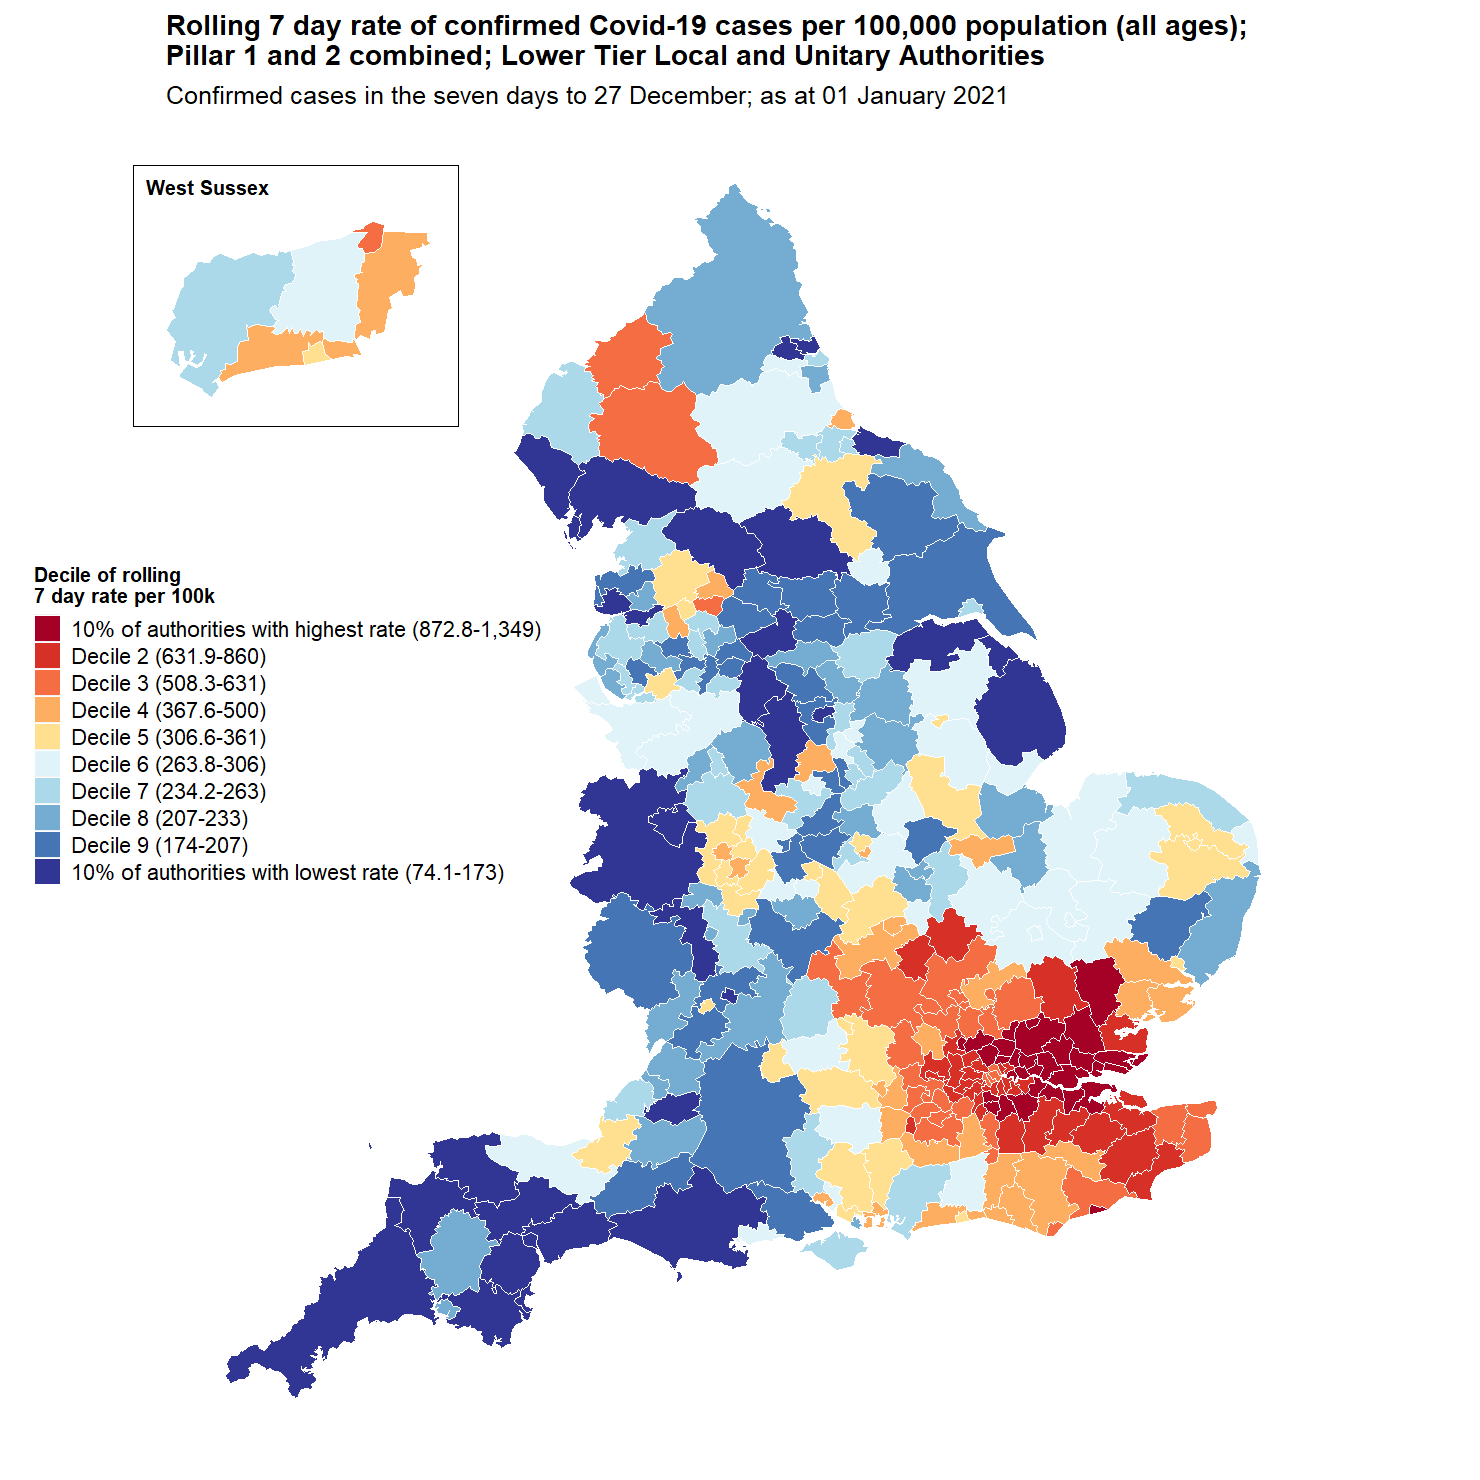 Rolling 7 day rate of confirmed Covid-19 cases per 100,000 population (all ages);
Pillar 1 and 2 combined; Lower Tier Local and Unitary Authorities
Confirmed cases in the seven days to 27 December; as at 01 January 2021
West Sussex
Decile of rolling
7 day rate per 100k
10% of authorities with highest rate (872.8-1,349)
Decile 2 (631.9-860)
Decile 3 (508.3-631)
Decile 4 (367.6-500)
Decile 5 (306.6-361)
Decile 6 (263.8-306)
Decile 7 (234.2-263)
Decile 8 (207-233)
Decile 9 (174-207)
10% of authorities with lowest rate (74.1-173)